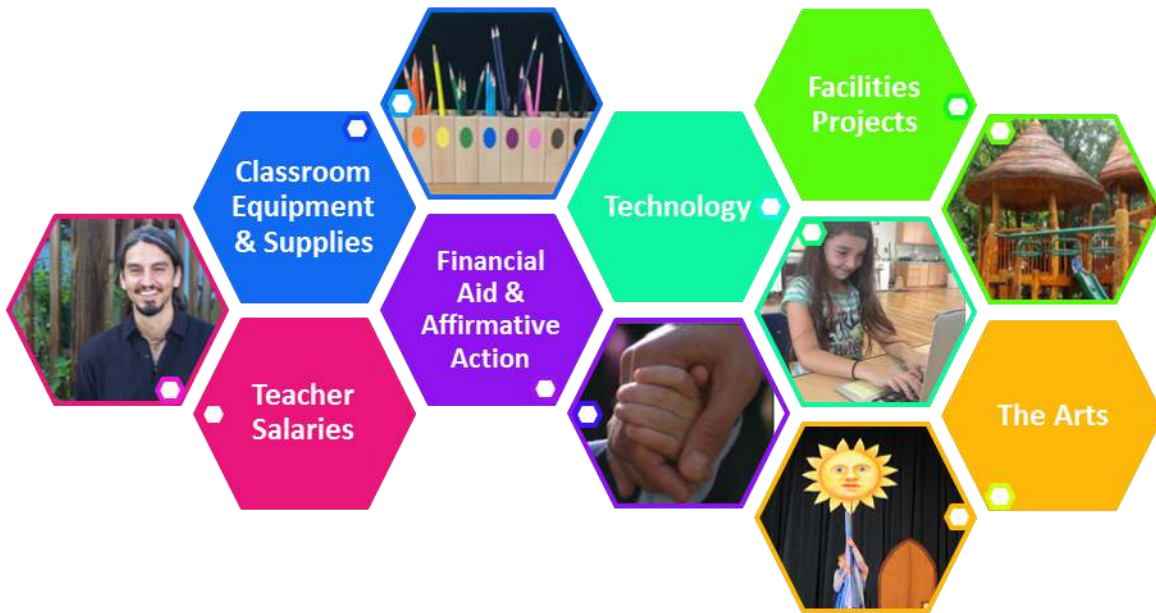 Classroom
Equipment
& Supplies
Teacher
Salaries
Financial
Aid &
Affirmative
Action
Technology
Facilities
Projects
The Arts